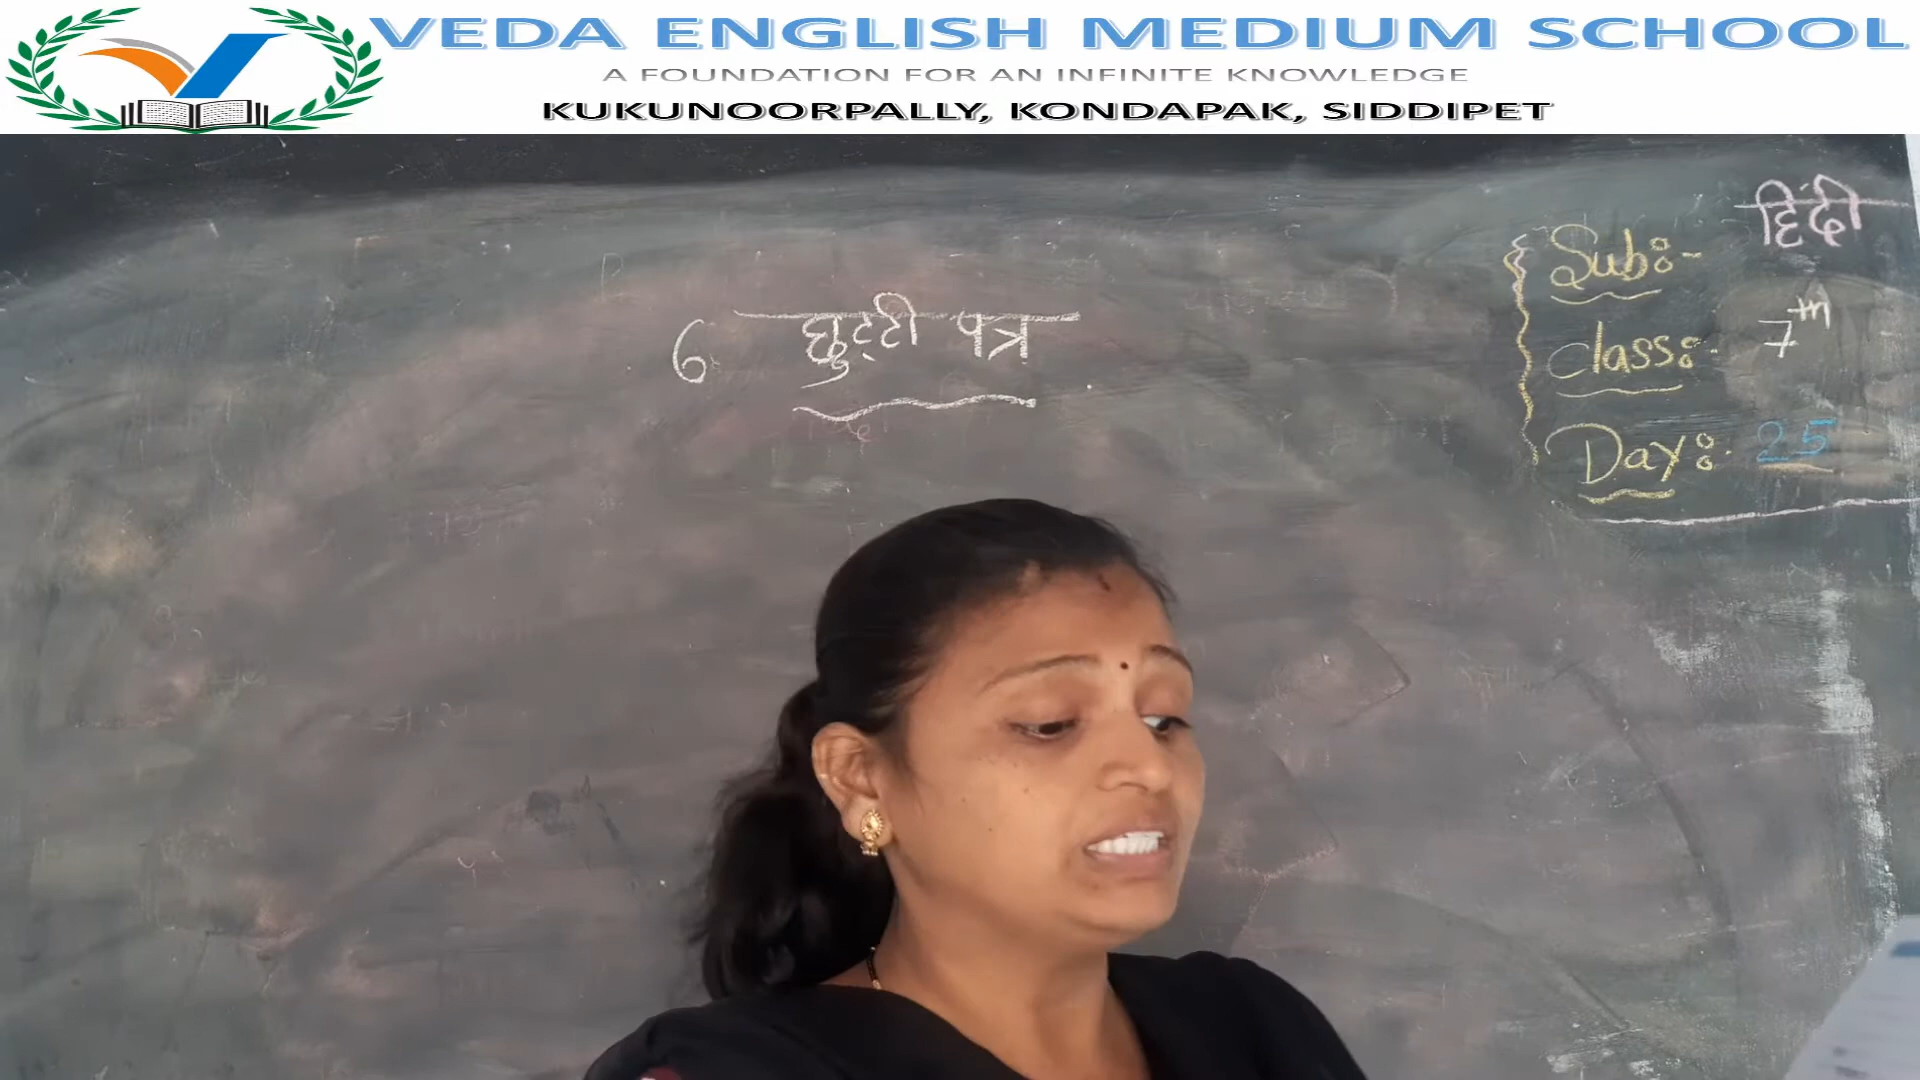 VEDA ENGLISH MEDIUM SCHOOL
A FOUNDATION FOR AN INFINITE KNOWLEDGE
KUKUNOORPALLY, KONDAPAK, SIDDIPET
6 छुट्टी पत्र
Sub:- हिंदी
Class:- 7th
Day:- 25